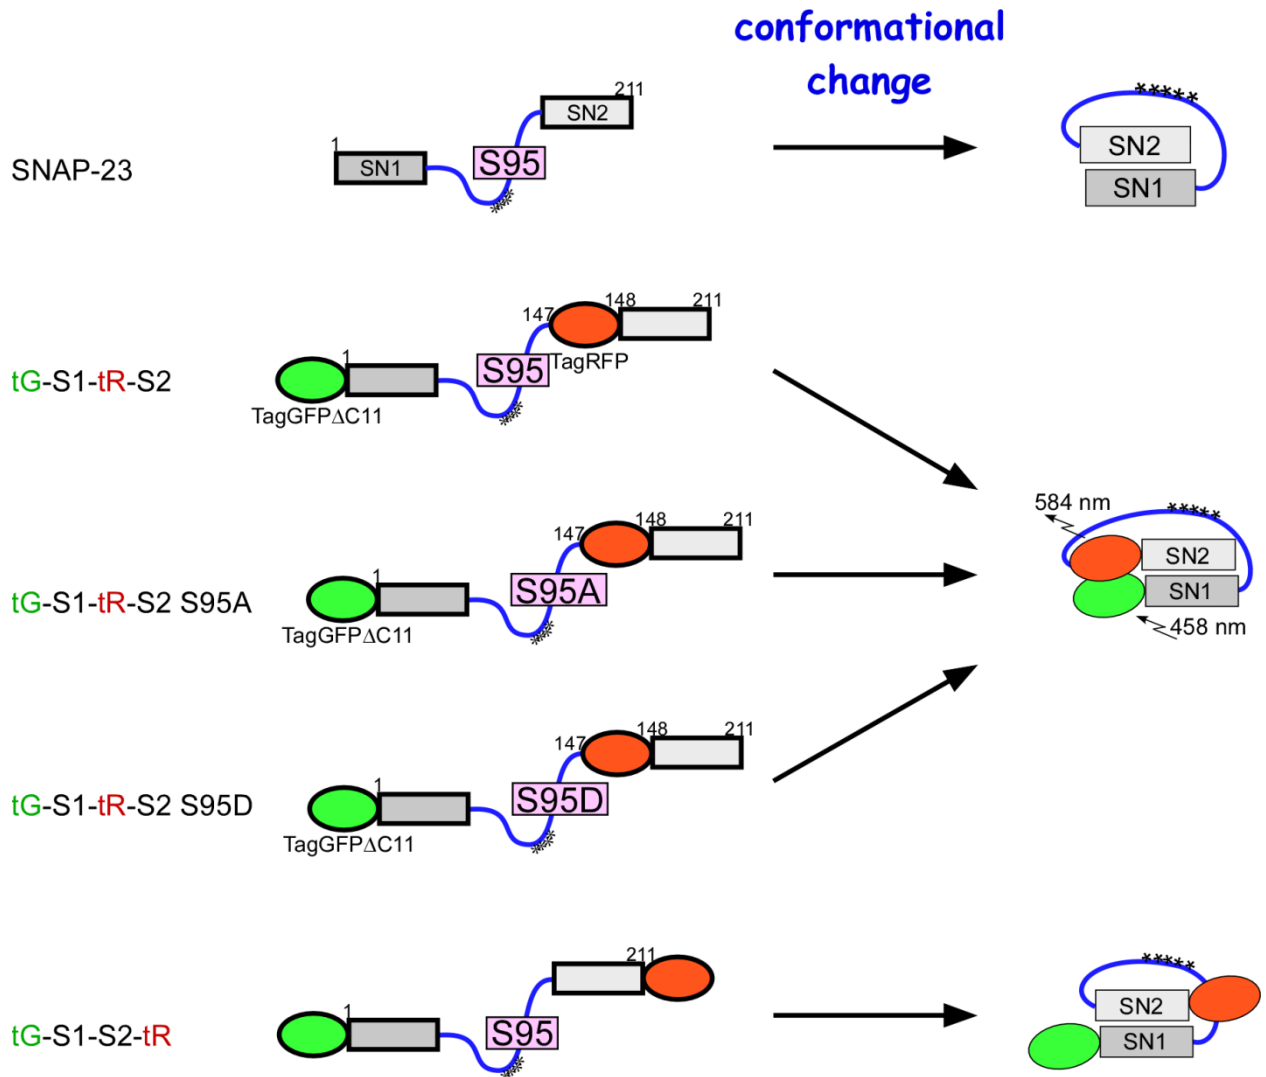 conformational
change
SNAP-23
1
SN1
S95
*****
SN2
211
*****
SN2
SN1
tG-S1-tR-S2
TagGFPΔC11
1
S95
*****
147
TagRFP
148
211
tG-S1-tR-S2 S95A
TagGFPΔC11
1
S95A
*****
147
148
211
584 nm
*****
SN2
SN1
458 nm
tG-S1-tR-S2 S95D
TagGFPΔC11
1
S95D
*****
147
148
211
tG-S1-S2-tR
1
S95
*****
211
*****
SN2
SN1